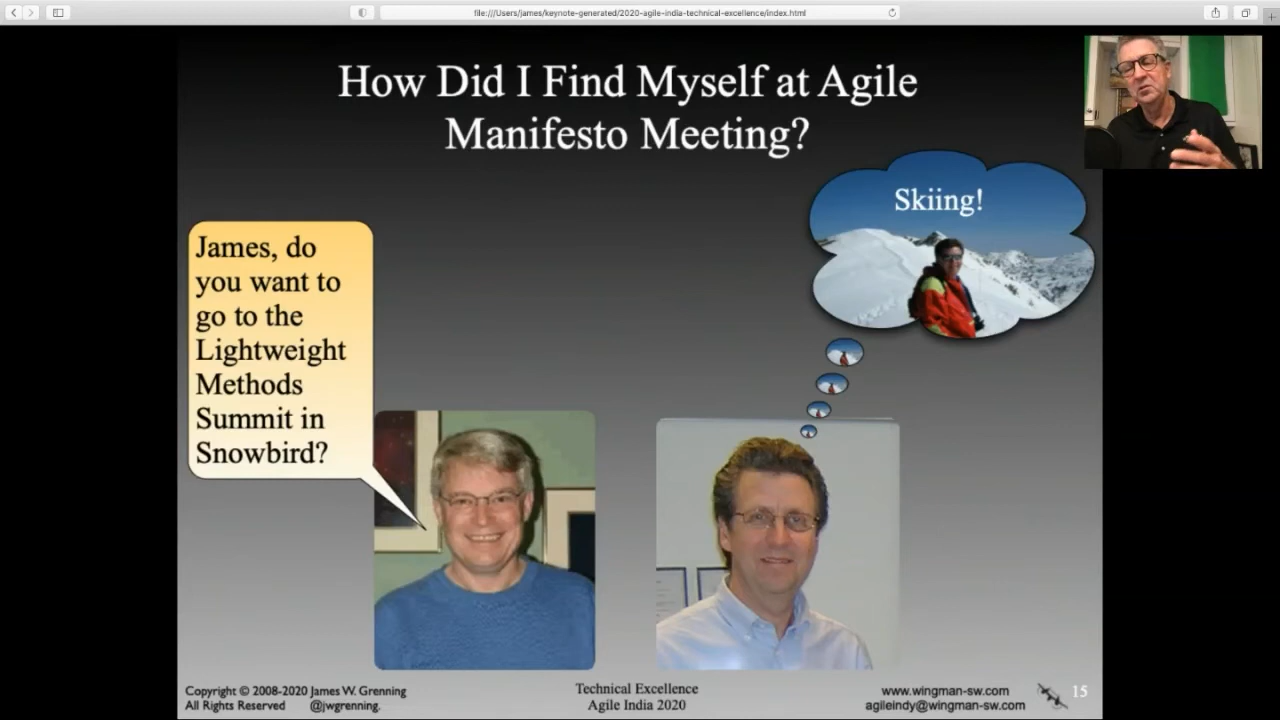 file:///Users/james/keynote-generated/2020-agile-india-technical-excellence/index.html
How Did I Find Myself at Agile
Manifesto Meeting?
Skiing!
James, do
you want to
go to the
Lightweight
Methods
Summit in
Snowbird?
Copyright © 2008-2020 James W. Grenning
All Rights Reserved @jwgrenning.
Technical Excellence
Agile India 2020
www.wingman-sw.com
agileindy@wingman-sw.com
15